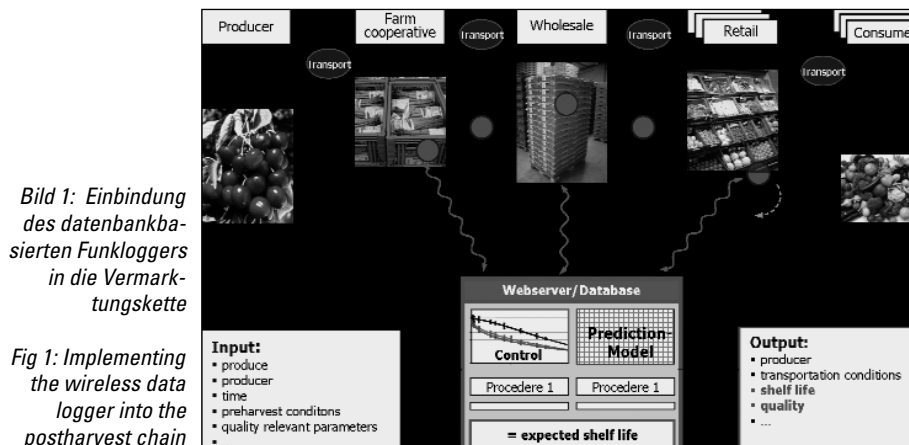 Producer
Farm
cooperative
Wholesale
Retail
Consume
Transport
Transport
Transport
Transport
Bild 1: Einbindung
des datenbankba-
sierten Funkloggers
in die Vermark-
tungskette
Fig 1: Implementing
the wireless data
logger into the
postharvest chain
Webserver/Database
Control
Prediction-
Model
Procedere 1
Procedere 1
= expected shelf life
Input:
▪ produce
▪ producer
▪ time
▪ preharvest conditons
▪ quality relevant parameters
▪
Output:
▪ producer
▪ transportation conditions
▪ shelf life
▪ quality
▪ ...